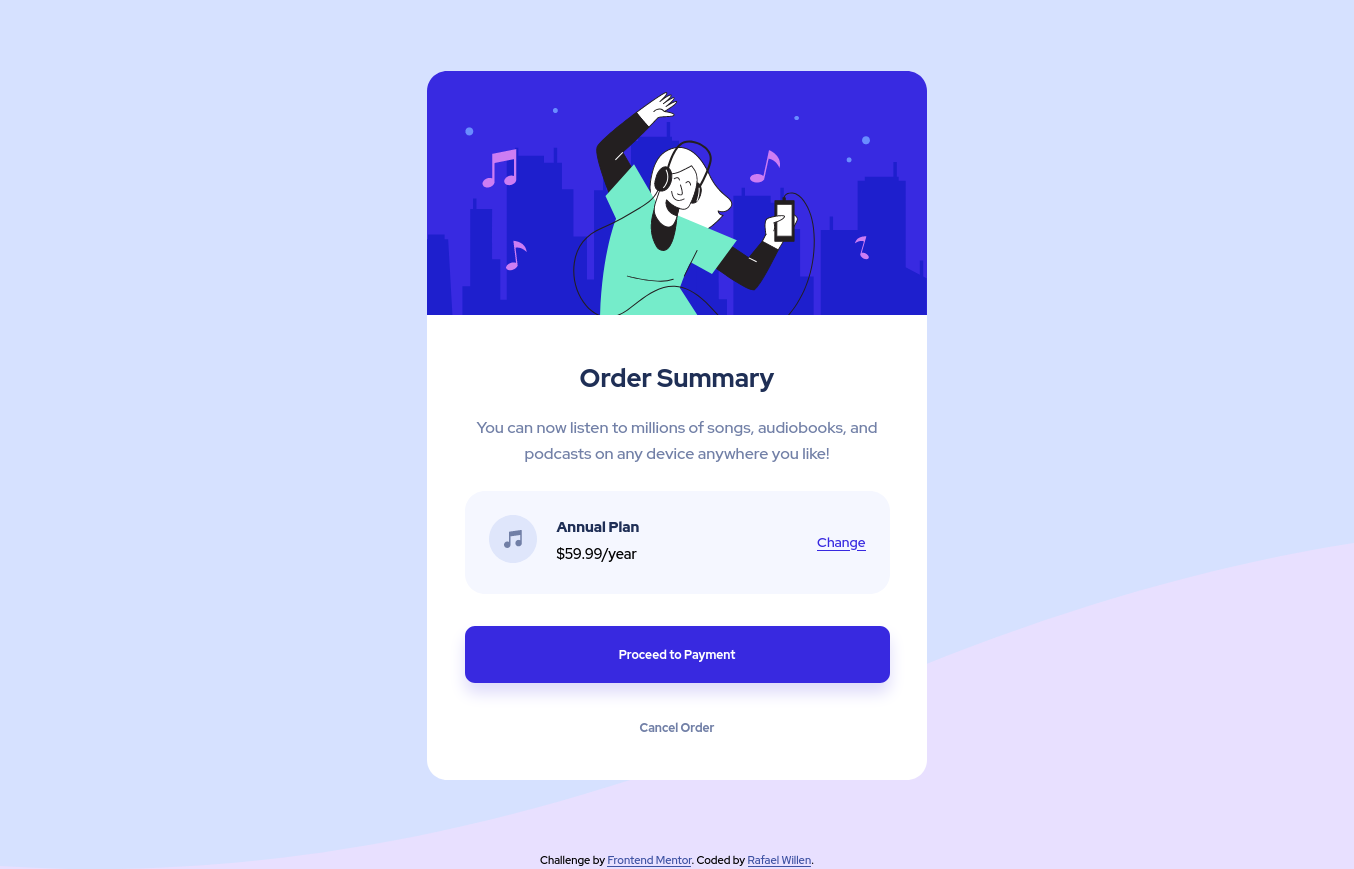 Order Summary
You can now listen to millions of songs, audiobooks, and
podcasts on any device anywhere you like!
Annual Plan
$59.99/year
Change
Proceed to Payment
Cancel Order
Challenge by Frontend Mentor. Coded by Rafael Willen.